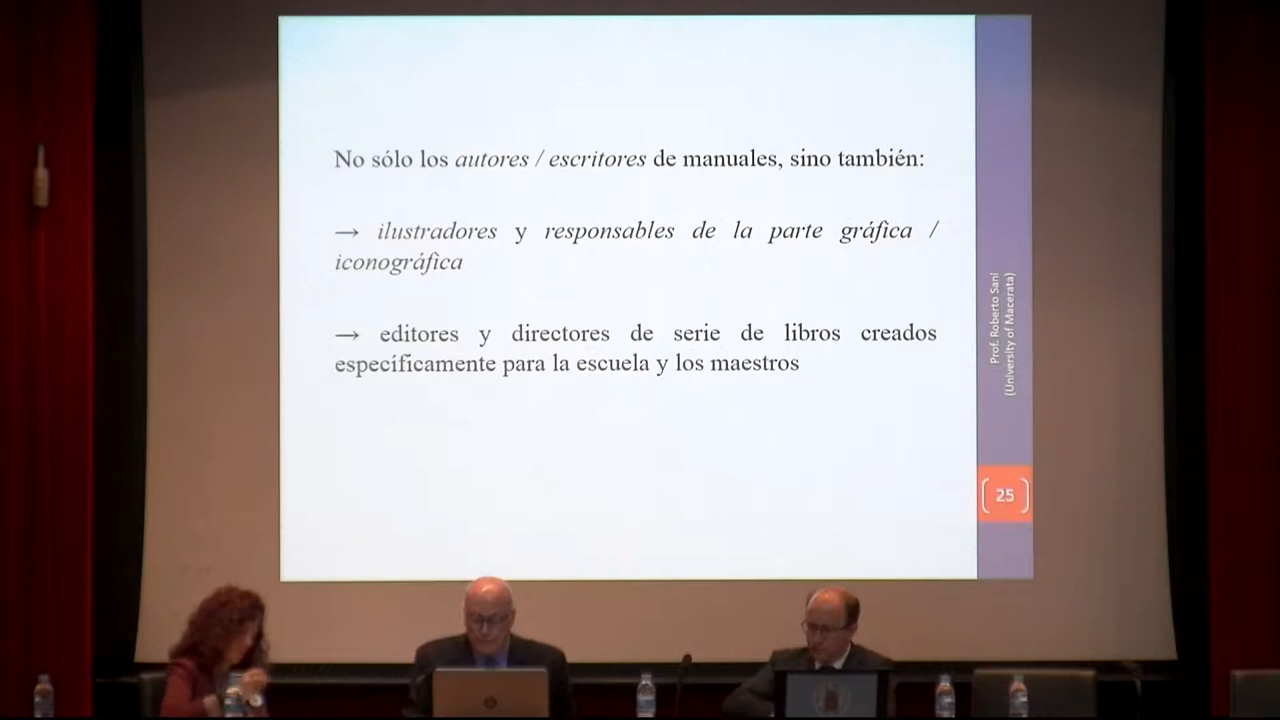 No sólo los autores / escritores de manuales, sino también:
→ ilustradores y responsables de la parte gráfica /
iconográfica
→ editores y directores de serie de libros creados
específicamente para la escuela y los maestros
Prof. Roberto Sani
(University of Macerata)
25